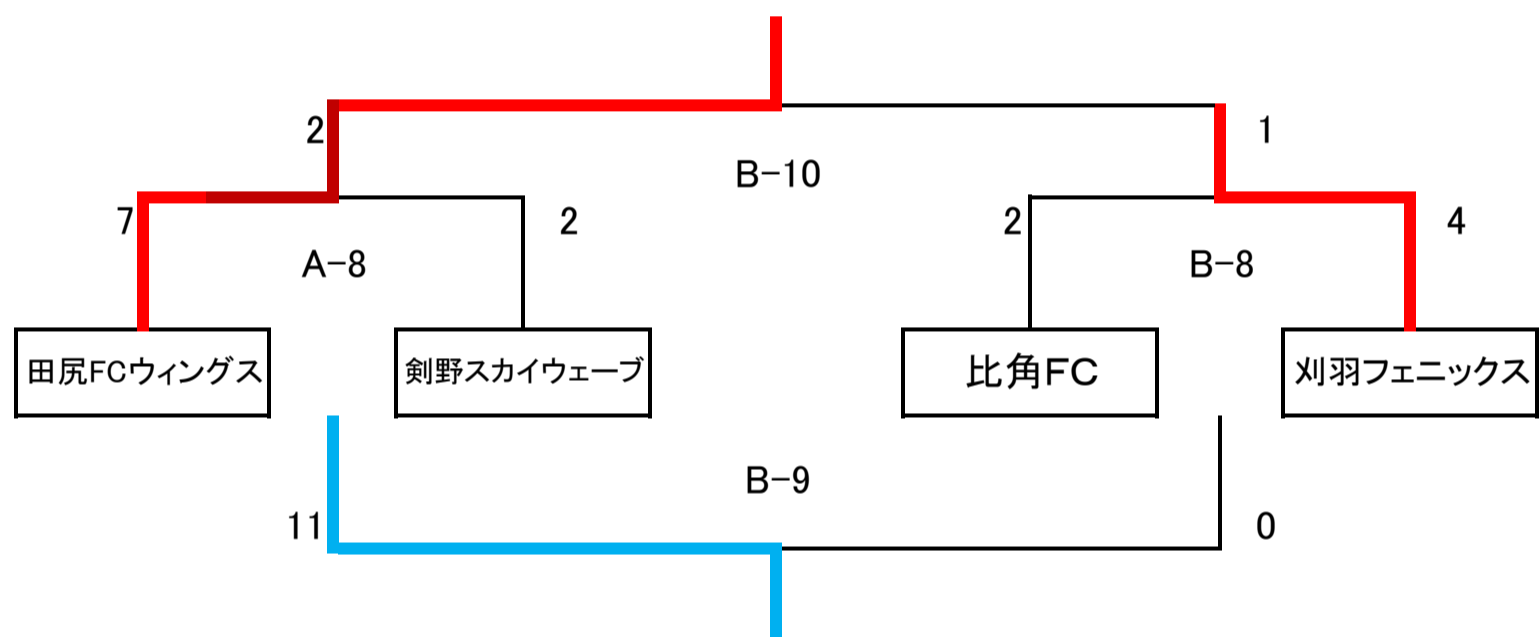 2
1
B-10
7
2
2
4
A-8
B-8
田尻FCウィングス
剣野スカイウェーブ
比角FC
刈羽フェニックス
B-9
11
0